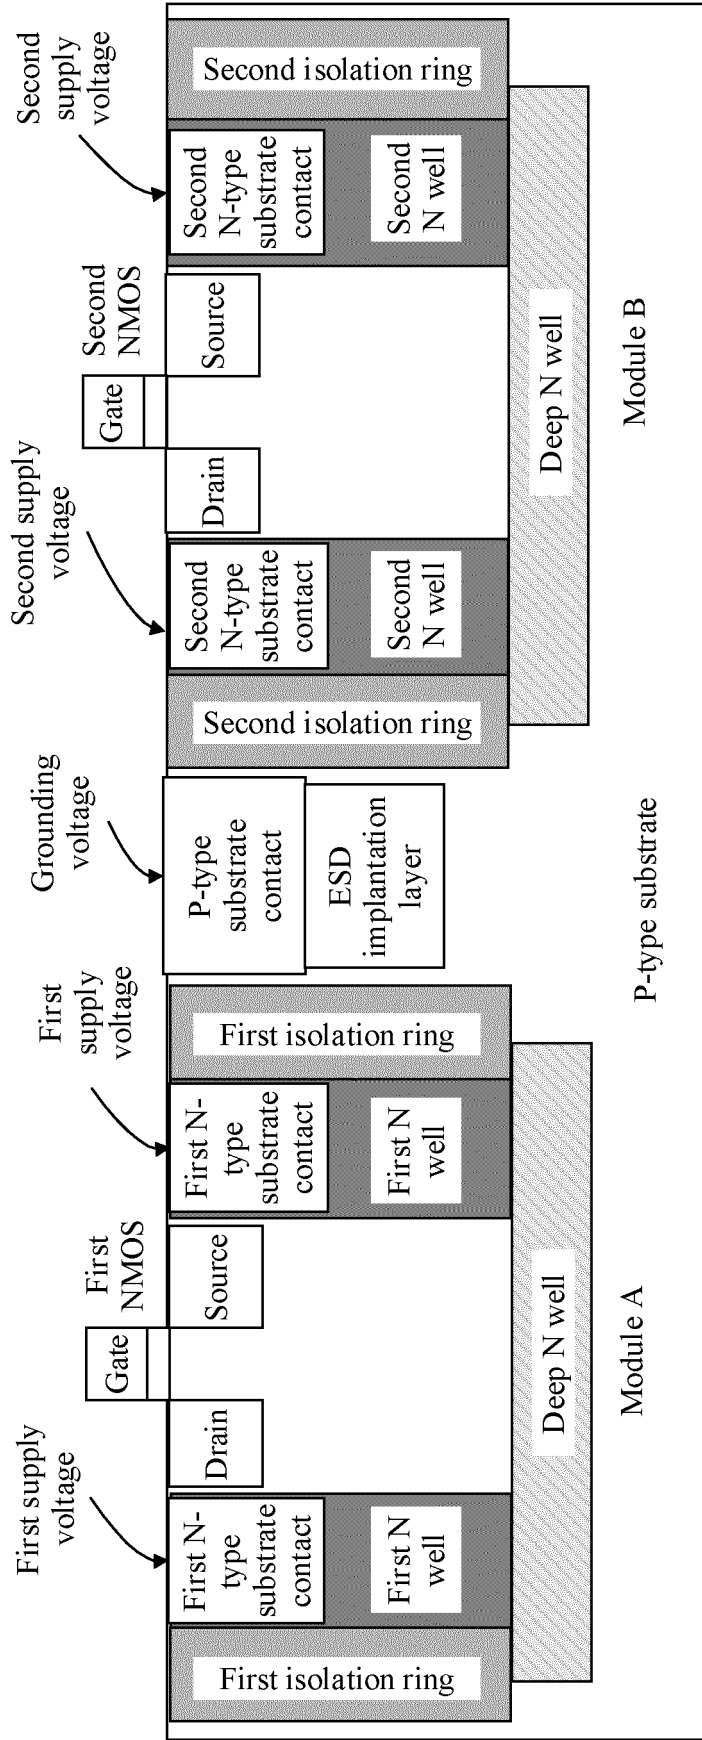 First supply
voltage
First
NMOS
First
supply
voltage
Grounding
voltage
Second supply
voltage
Second
NMOS
Second
supply
voltage
Gate
Gate
First isolation ring
First N-
type
substrate
contact
First N
well
Drain
Source
First N-
type
substrate
contact
First N
well
First isolation ring
P-type
substrate
contact
ESD
implantation
layer
Second isolation ring
Second
N-type
substrate
contact
Second
N well
Drain
Source
Second
N-type
substrate
contact
Second
N well
Second isolation ring
Deep N well
Deep N well
Module A
P-type substrate
Module B